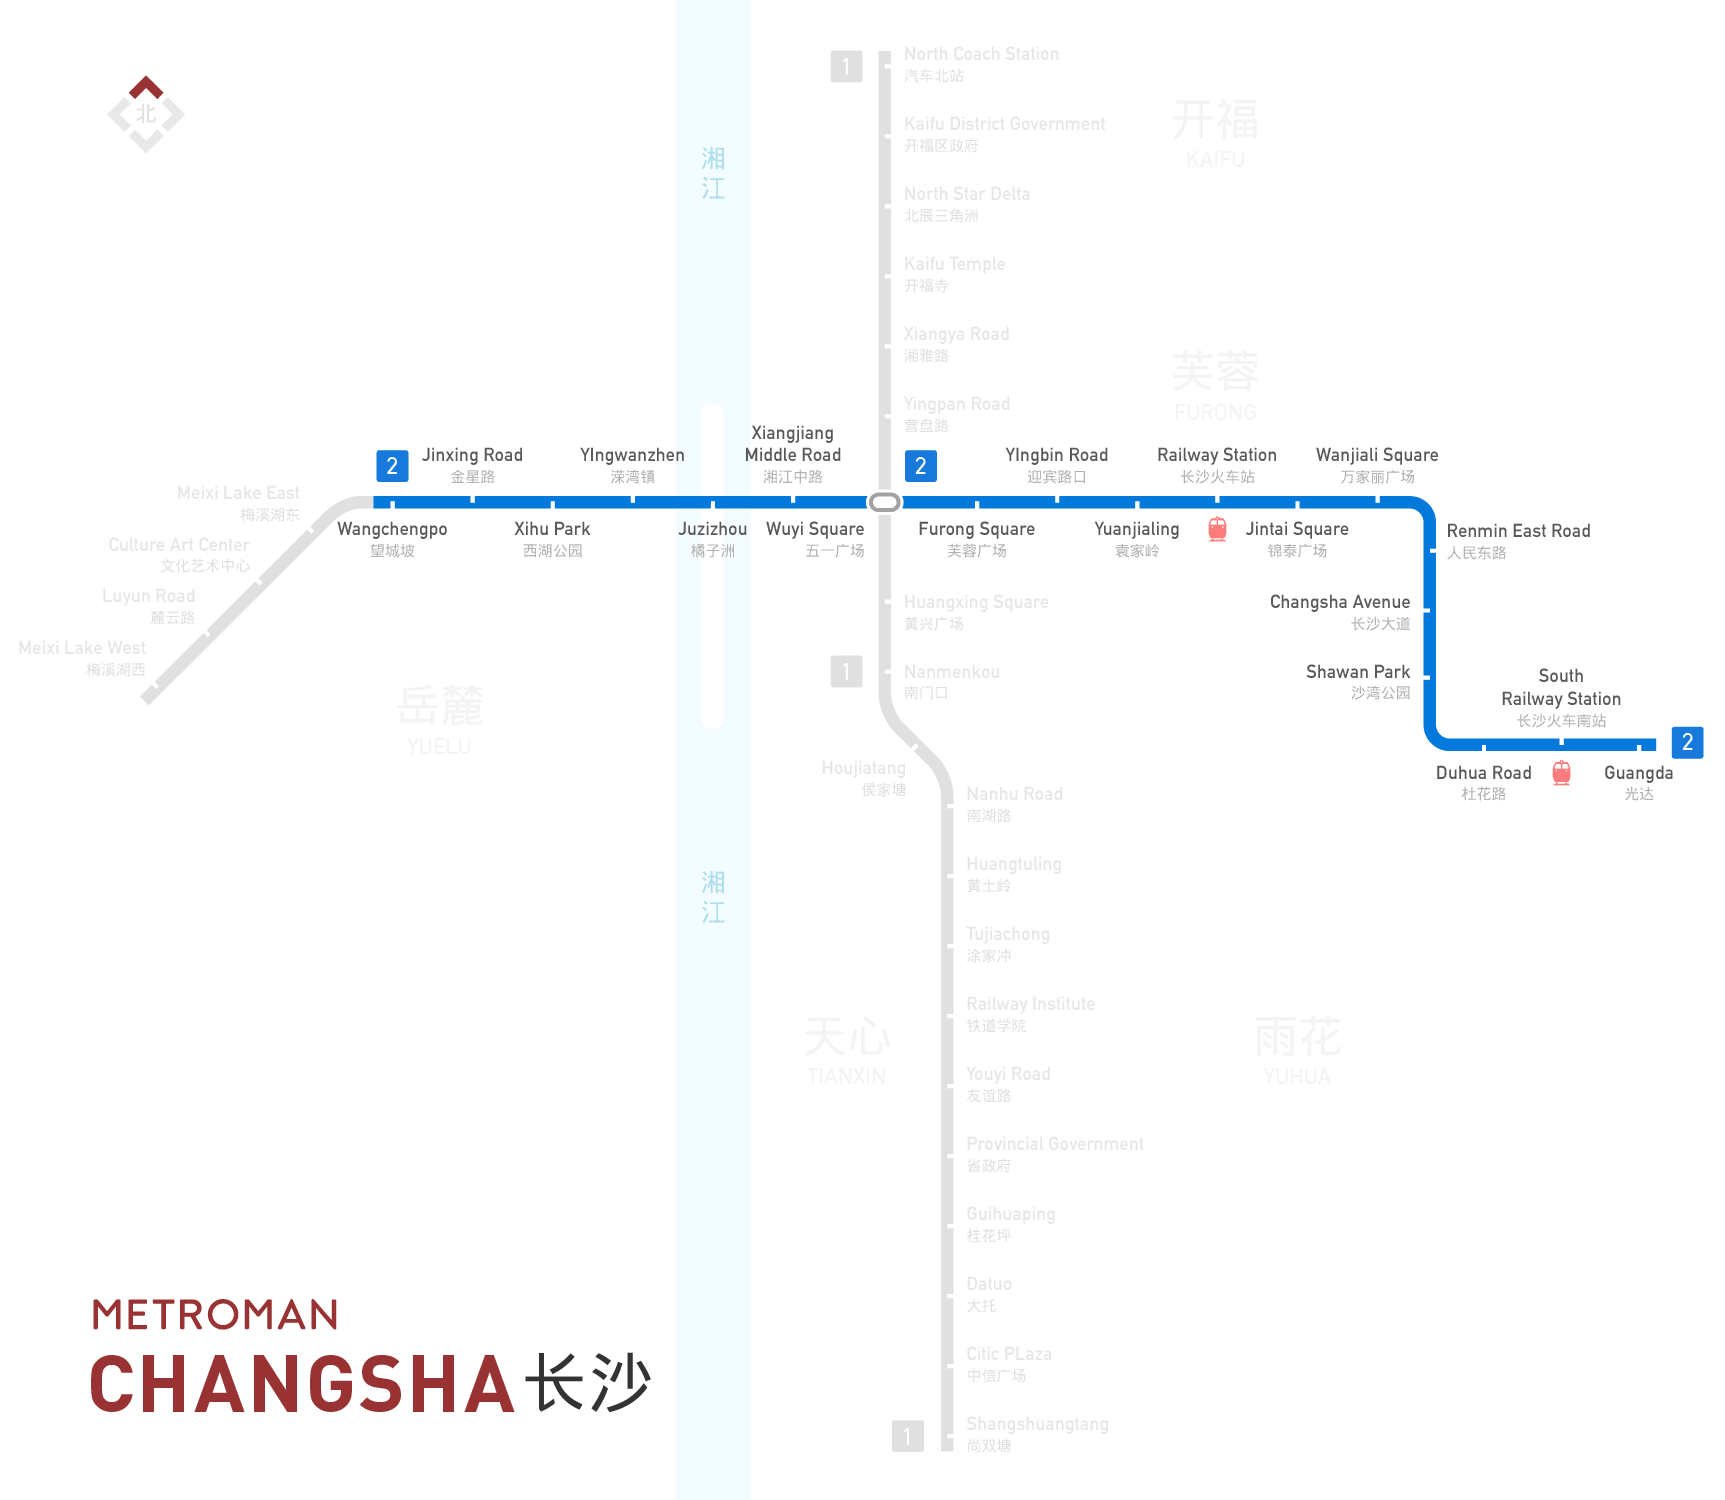 北
湘
江
1
North Coach Station
汽车北站
Kaifu District Government
开福区政府
North Star Delta
北辰三角洲
Kaifu Temple
开福寺
Xiangya Road
湘雅路
Yingpan Road
营盘路
开福
KAIFU
芙蓉
FURONG
2
Jinxing Road
金星路
YIngwanzhen
溁湾镇
Xiangjiang
Middle Road
湘江中路
2
YIngbin Road
迎宾路口
Railway Station
长沙火车站
Wanjiali Square
万家丽广场
Meixi Lake East
梅溪湖东
Culture Art Center
文化艺术中心
Luyun Road
麓云路
Meixi Lake West
梅溪湖西
Wangchengpo
望城坡
Xihu Park
西湖公园
Juzizhou
橘子洲
Wuyi Square
五一广场
Furong Square
芙蓉广场
Yuanjialing
袁家岭
Jintai Square
锦泰广场
Renmin East Road
人民东路
Changsha Avenue
长沙大道
Shawan Park
沙湾公园
South
Railway Station
长沙火车南站
2
Duhua Road
杜花路
Guangda
光达
Huangxing Square
黄兴广场
1
Nanmenkou
南门口
岳麓
YUELU
Houjiatang
侯家塘
Nanhu Road
南湖路
湘
江
Huangtuling
黄土岭
Tujiachong
涂家冲
Railway Institute
铁道学院
天心
TIANXIN
雨花
YUHUA
Youyi Road
友谊路
Provincial Government
省政府
Guihuaping
桂花坪
Datuo
大托
Citic PLaza
中信广场
1
Shangshuangtang
尚双塘
METROMAN
CHANGSHA 长沙